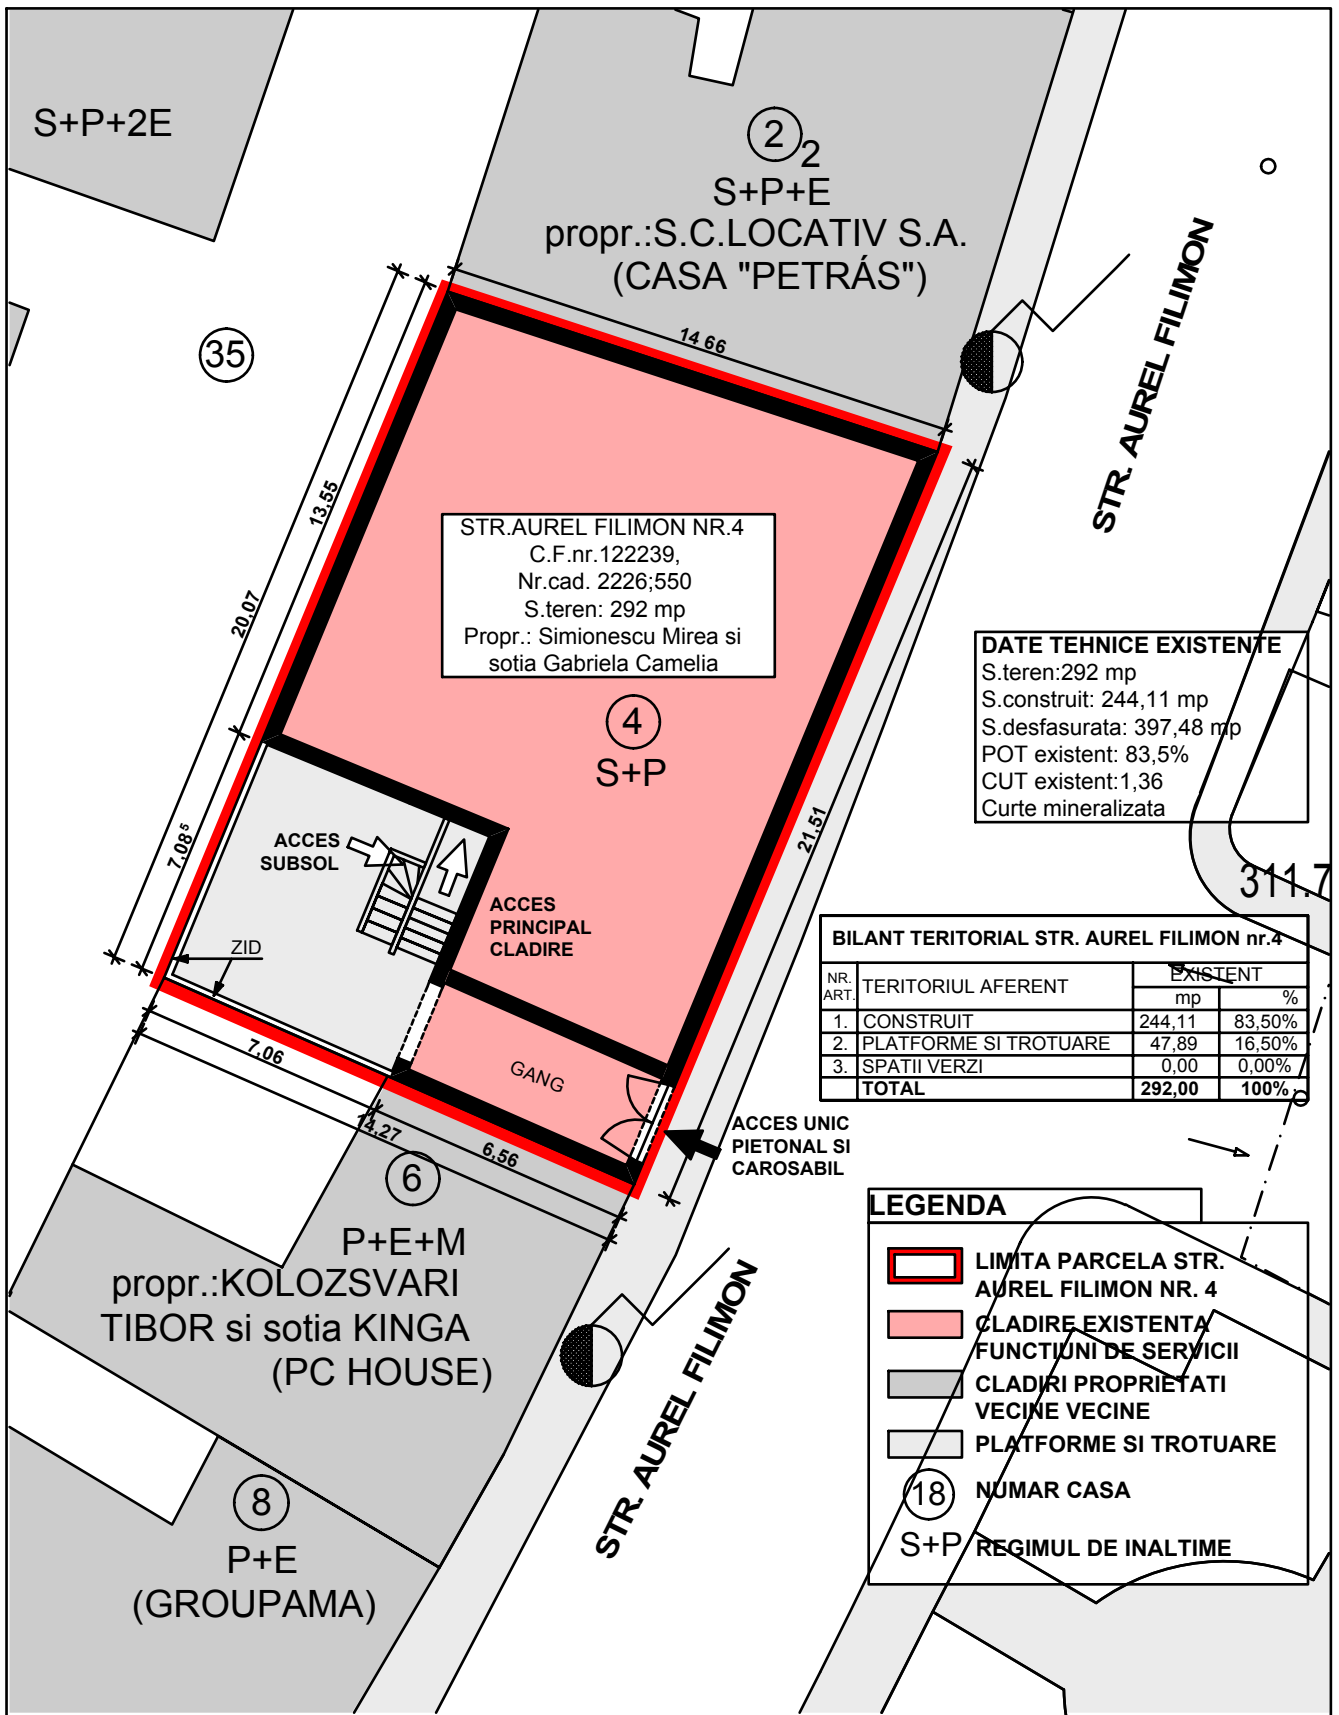 S+P+2E
2
2
S+P+E
propr.:S.C.LOCATIV S.A.
(CASA "PETRÁS")
35
14 66
STR. AUREL FILIMON
13,55
20,07
STR.AUREL FILIMON NR.4
C.F.nr.122239,
Nr.cad. 2226;550
S.teren: 292 mp
Propr.: Simionescu Mirea si
sotia Gabriela Camelia
4
S+P
DATE TEHNICE EXISTENTE
S.teren:292 mp
S.construit: 244,11 mp
S.desfasurata: 397,48 mp
POT existent: 83,5%
CUT existent:1,36
Curte mineralizata
21,51
7,08⁵
ACCES
SUBSOL
311.7
ACCES
PRINCIPAL
CLADIRE
ZID
BILANT TERITORIAL STR. AUREL FILIMON nr.4
NR. ART. TERITORIUL AFERENT EXISTENT
mp %
1. CONSTRUIT 244,11 83,50%
2. PLATFORME SI TROTUARE 47,89 16,50%
3. SPATII VERZI 0,00 0,00%
TOTAL 292,00 100%
7,06
GANG
14,27
6,56
ACCES UNIC
PIETONAL SI
CAROSABIL
6
P+E+M
propr.:KOLOZSVARI
TIBOR si sotia KINGA
(PC HOUSE)
STR. AUREL FILIMON
LEGENDA
LIMITA PARCELA STR.
AUREL FILIMON NR. 4
CLADIRE EXISTENTA
FUNCTIUNI DE SERVICII
CLADIRI PROPRIETATI
VECINE VECINE
PLATFORME SI TROTUARE
18 NUMAR CASA
S+P REGIMUL DE INALTIME
8
P+E
(GROUPAMA)